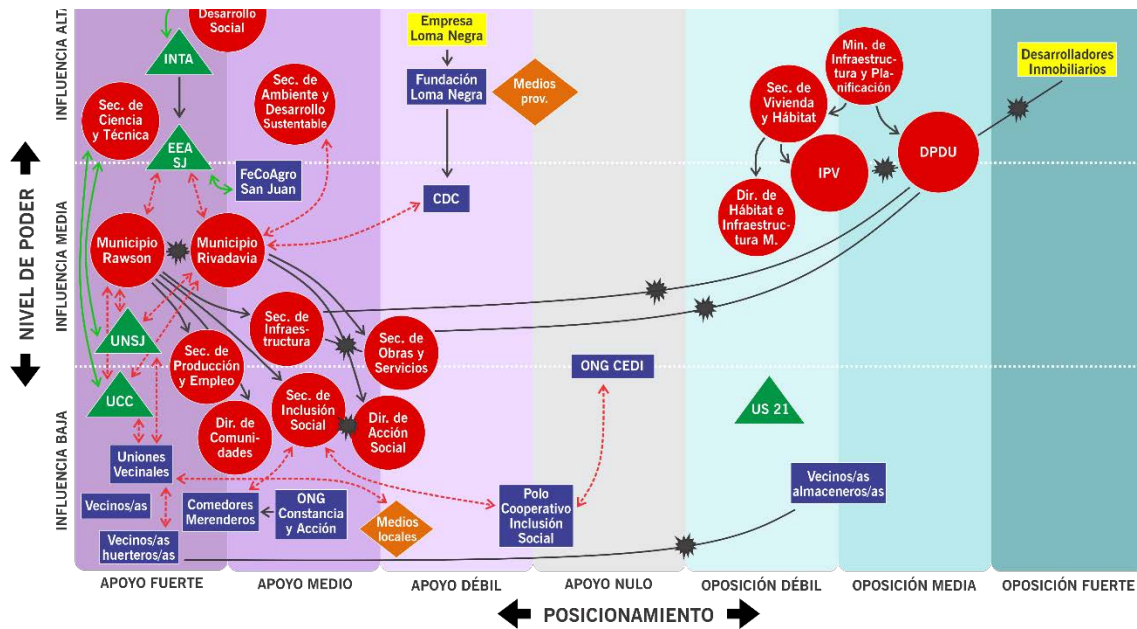 NIVEL DE PODER
INFLUENCIA ALTA
INFLUENCIA MEDIA
INFLUENCIA BAJA
Desarrollo
Social
INTA
Sec. de
Ciencia
y Técnica
EEA
SJ
FeCoAgro
San Juan
Sec. de
Ambiente y
Desarrollo
Sustentable
Empresa
Loma Negra
Fundación
Loma Negra
Medios
prov.
CDC
Min. de
Infraestruc-
tura y Pla-
nificación
Sec. de
Vivienda y
Hábitat
IPV
DPDU
Dir. de
Hábitat e
Infraestruc-
tura M.
Desarrolladores
Inmobiliarios
Municipio
Rawson
Municipio
Rivadavia
UNSJ
Sec. de
Infraes-
tructura
Sec. de
Obras y
Servicios
Sec. de
Producción
y Empleo
UCC
Dir. de
Comuni-
dades
Sec. de
Inclusión
Social
Dir. de
Acción
Social
ONG CEDI
US 21
Uniones
Vecinales
Vecinos/as
Vecinos/as
huerteros/as
Comedores
Merenderos
ONG
Constancia
y Acción
Medios
locales
Polo
Cooperativo
Inclusión
Social
Vecinos/as
almaceneros/as
APOYO FUERTE
APOYO MEDIO
APOYO DÉBIL
APOYO NULO
OPOSICIÓN DÉBIL
OPOSICIÓN MEDIA
OPOSICIÓN FUERTE
POSICIONAMIENTO